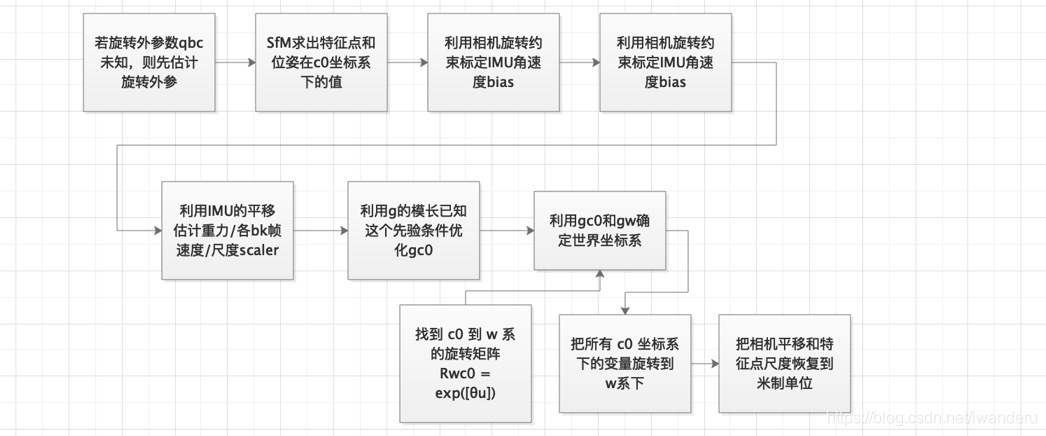 若旋转外参数qbc
未知，则先估计
旋转外参
SfM求出特征点和
位姿在c0坐标系
下的值
利用相机旋转约
束标定IMU角速
度bias
利用相机旋转约
束标定IMU角速
度bias
利用IMU的平移
估计重力/各bk帧
速度/尺度scaler
利用g的模长已知
这个先验条件优
化gc0
利用gc0和gw确
定世界坐标系
找到 c0 到 w 系
的旋转矩阵
Rwc0 =
exp([θu])
把所有 c0 坐标系
下的变量旋转到
w系下
把相机平移和特
征点尺度恢复到
米制单位
https://blog.csdn.net/iwanderu